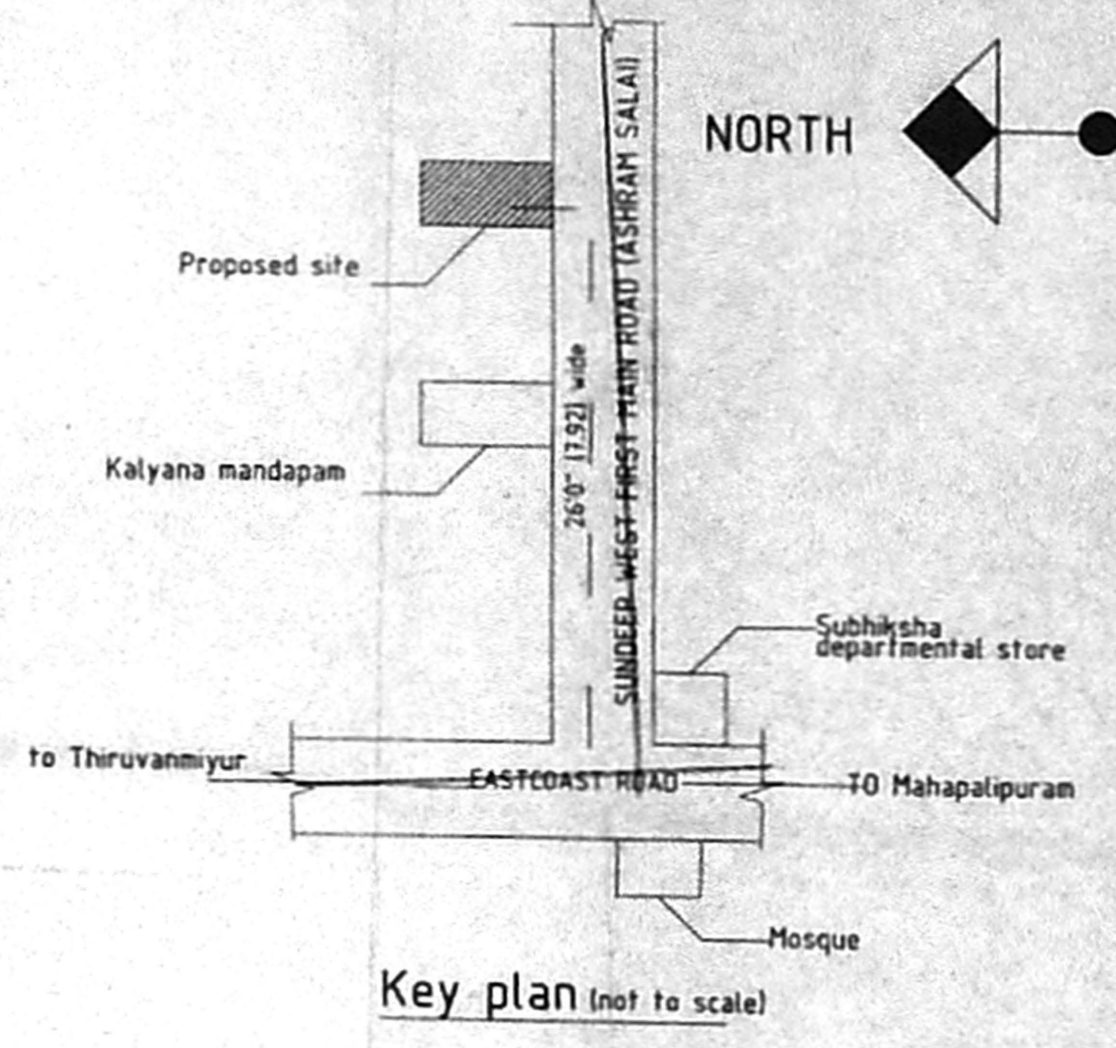 NORTH
SUNDEEP WEST FIRST MAIN ROAD (ASHRAM SALAI)
Proposed site
26'0" (7.92) wide
Kalyana mandapam
Subhiksha
departmental store
to Thiruvanmiyur
EASTCOAST ROAD
TO Mahapalipuram
Mosque
Key plan (not to scale)